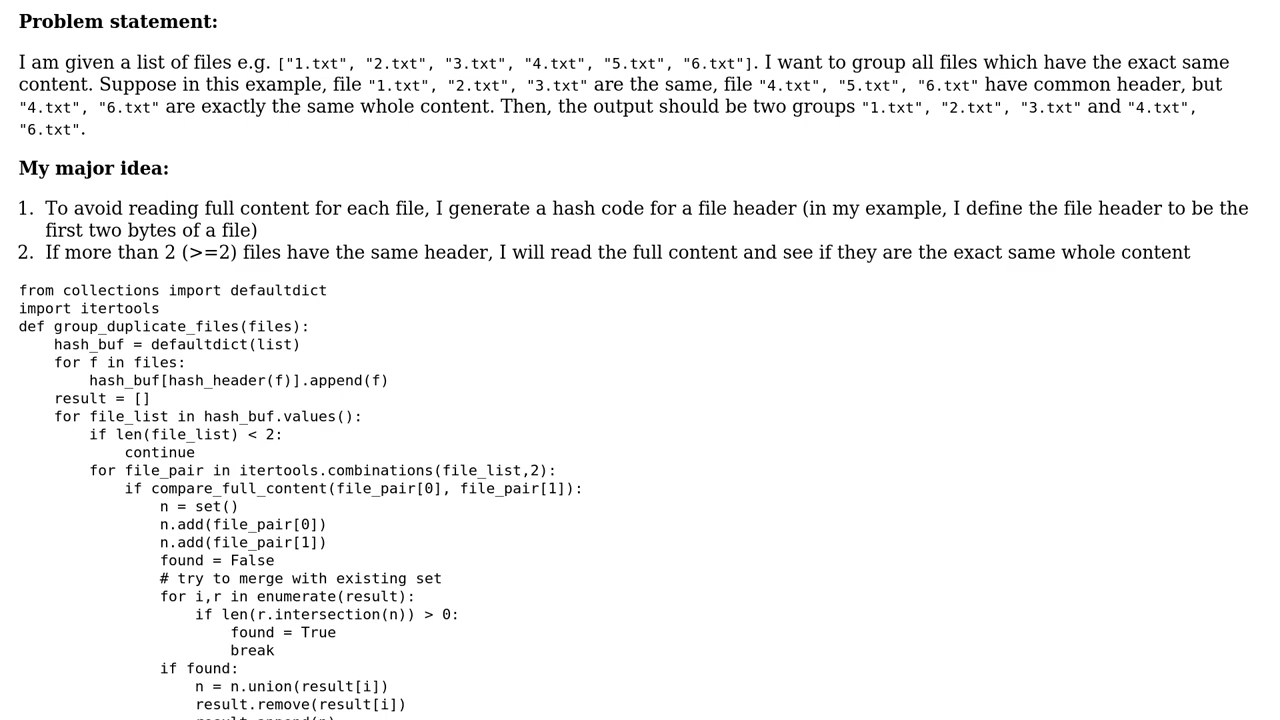 Problem statement:
I am given a list of files e.g. ["1.txt", "2.txt", "3.txt", "4.txt", "5.txt", "6.txt"]. I want to group all files which have the exact same
content. Suppose in this example, file "1.txt", "2.txt", "3.txt" are the same, file "4.txt", "5.txt", "6.txt" have common header, but
"4.txt", "6.txt" are exactly the same whole content. Then, the output should be two groups "1.txt", "2.txt", "3.txt" and "4.txt",
"6.txt".
My major idea:
1. To avoid reading full content for each file, I generate a hash code for a file header (in my example, I define the file header to be the
first two bytes of a file)
2. If more than 2 (>=2) files have the same header, I will read the full content and see if they are the exact same whole content
from collections import defaultdict
import itertools
def group_duplicate_files(files):
    hash_buf = defaultdict(list)
    for f in files:
        hash_buf[hash_header(f)].append(f)
    result = []
    for file_list in hash_buf.values():
        if len(file_list) < 2:
            continue
        for file_pair in itertools.combinations(file_list,2):
            if compare_full_content(file_pair[0], file_pair[1]):
                n = set()
                n.add(file_pair[0])
                n.add(file_pair[1])
                found = False
                # try to merge with existing set
                for i,r in enumerate(result):
                    if len(r.intersection(n)) > 0:
                        found = True
                        break
                if found:
                    n = n.union(result[i])
                    result.remove(result[i])